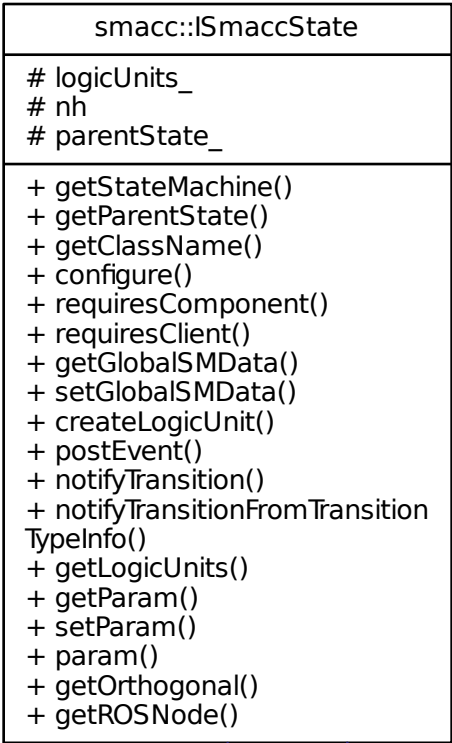 smacc::ISmaccState
# logicUnits_
# nh
# parentState_
+ getStateMachine()
+ getParentState()
+ getClassName()
+ configure()
+ requiresComponent()
+ requiresClient()
+ getGlobalSMData()
+ setGlobalSMData()
+ createLogicUnit()
+ postEvent()
+ notifyTransition()
+ notifyTransitionFromTransition
TypeInfo()
+ getLogicUnits()
+ getParam()
+ setParam()
+ param()
+ getOrthogonal()
+ getROSNode()